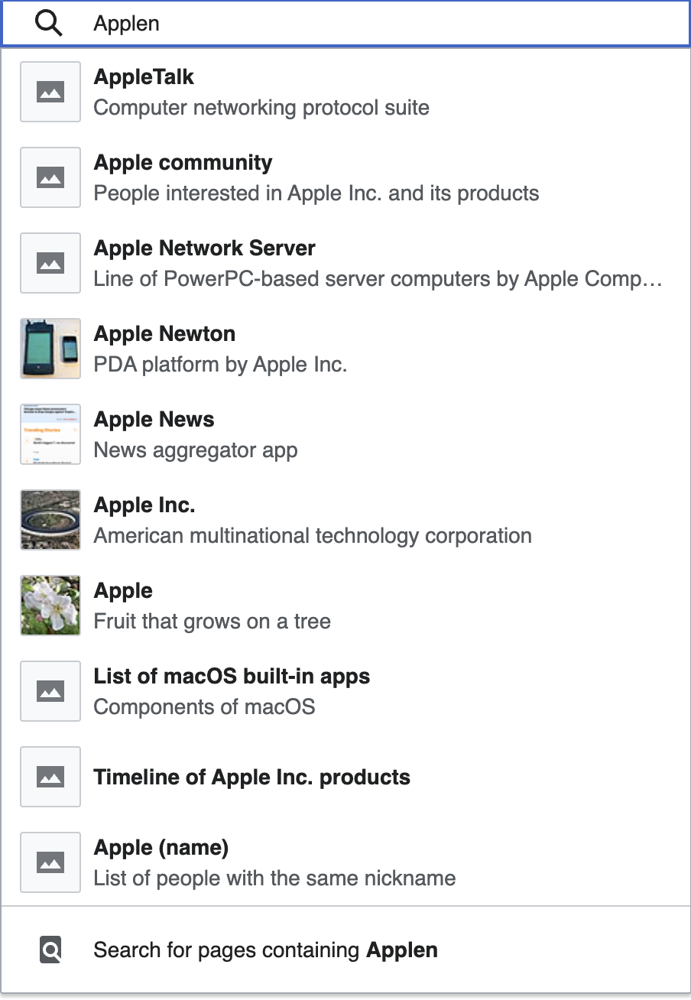 Applen
AppleTalk
Computer networking protocol suite
Apple community
People interested in Apple Inc. and its products
Apple Network Server
Line of PowerPC-based server computers by Apple Comp…
Apple Newton
PDA platform by Apple Inc.
Trending Stories
Apple News
News aggregator app
Apple Inc.
American multinational technology corporation
Apple
Fruit that grows on a tree
List of macOS built-in apps
Components of macOS
Timeline of Apple Inc. products
Apple (name)
List of people with the same nickname
Search for pages containing Applen